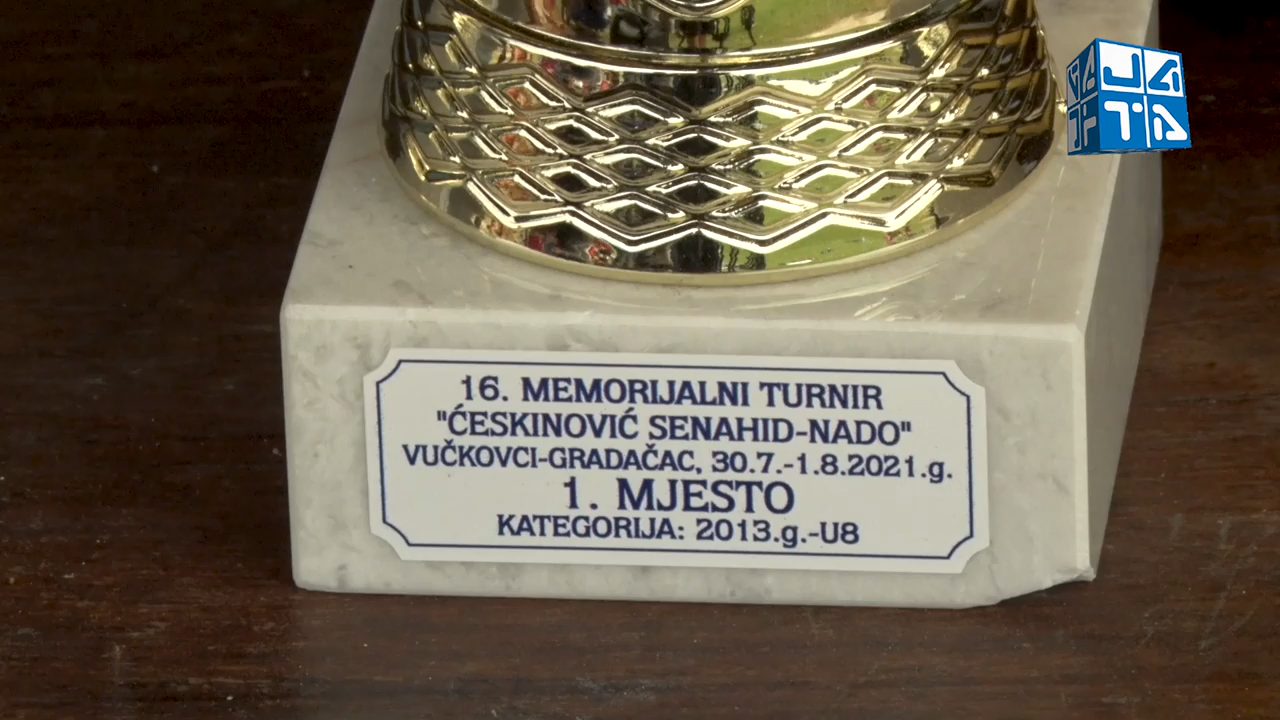 16. MEMORIJALNI TURNIR
"ĆESKINOVIĆ SENAHID-NADO"
VUČKOVCI-GRADAČAC, 30.7.-1.8.2021.g.
1. MJESTO
KATEGORIJA: 2013.g.-U8